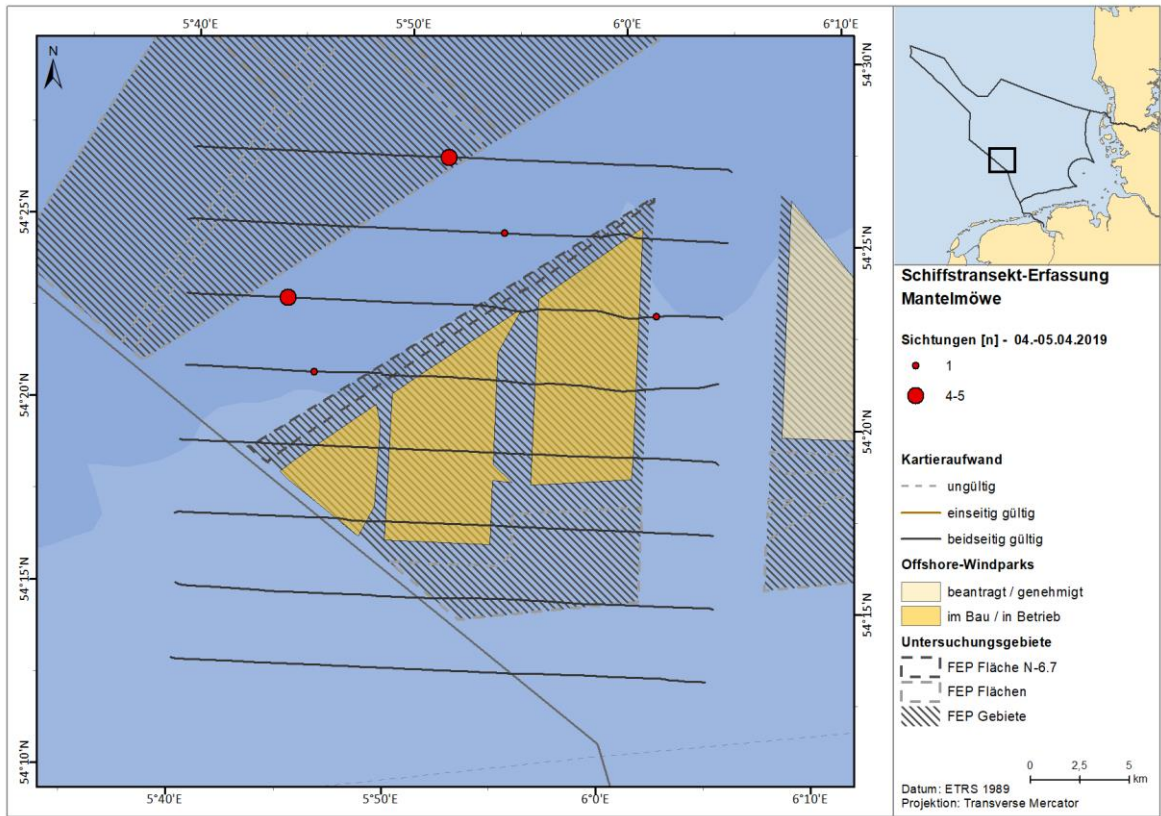 5°40'E 5°50'E 6°0'E 6°10'E
N
54°30'N
54°25'N
54°25'N
54°20'N
54°20'N
54°15'N
54°15'N
54°10'N
5°40'E 5°50'E 6°0'E 6°10'E
Schiffstransekt-Erfassung
Mantelmöwe
Sichtungen [n] - 04.-05.04.2019
1
4-5
Kartieraufwand
ungültig
einseitig gültig
beidseitig gültig
Offshore-Windparks
beantragt / genehmigt
im Bau / in Betrieb
Untersuchungsgebiete
FEP Fläche N-6.7
FEP Flächen
FEP Gebiete
0 2,5 5
km
Datum: ETRS 1989
Projektion: Transverse Mercator